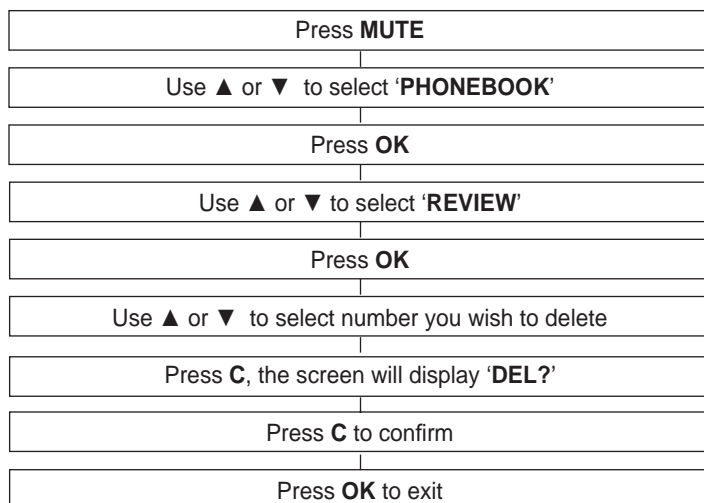 Press MUTE
Use ▲ or ▼ to select ‘PHONEBOOK’
Press OK
Use ▲ or ▼ to select ‘REVIEW’
Press OK
Use ▲ or ▼ to select number you wish to delete
Press C, the screen will display ‘DEL?’
Press C to confirm
Press OK to exit